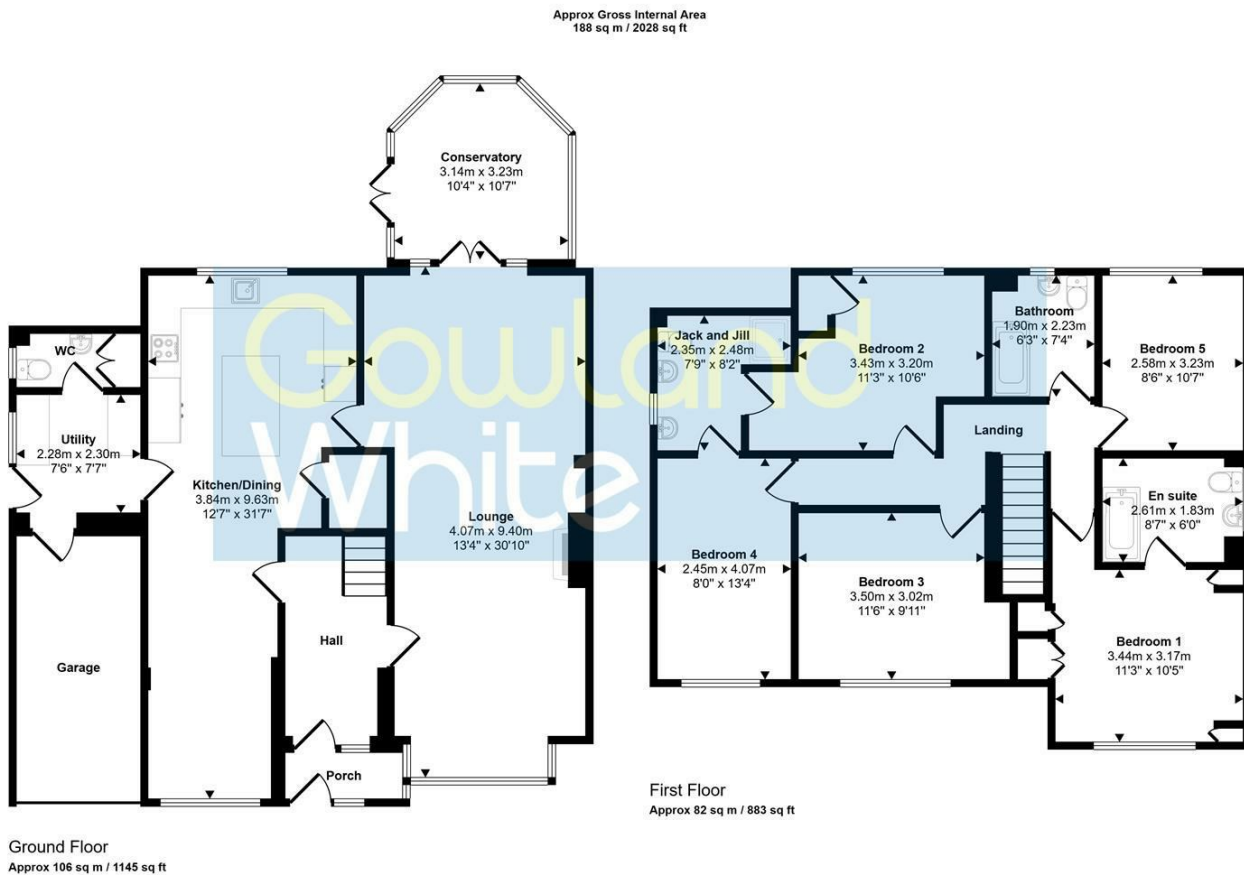 Approx Gross Internal Area
188 sq m / 2028 sq ft
Conservatory
3.14m x 3.23m
10'4" x 10'7"
WC
Utility
2.28m x 2.30m
7'6" x 7'7"
Kitchen/Dining
3.84m x 9.63m
12'7" x 31'7"
Lounge
4.07m x 9.40m
13'4" x 30'10"
Hall
Garage
Porch
Ground Floor
Approx 106 sq m / 1145 sq ft
Jack and Jill
2.35m x 2.48m
7'9" x 8'2"
Bedroom 2
3.43m x 3.20m
11'3" x 10'6"
Bathroom
1.90m x 2.23m
6'3" x 7'4"
Bedroom 5
2.58m x 3.23m
8'6" x 10'7"
Landing
En suite
2.61m x 1.83m
8'7" x 6'0"
Bedroom 4
2.45m x 4.07m
8'0" x 13'4"
Bedroom 3
3.50m x 3.02m
11'6" x 9'11"
Bedroom 1
3.44m x 3.17m
11'3" x 10'5"
First Floor
Approx 82 sq m / 883 sq ft
Gowland
White